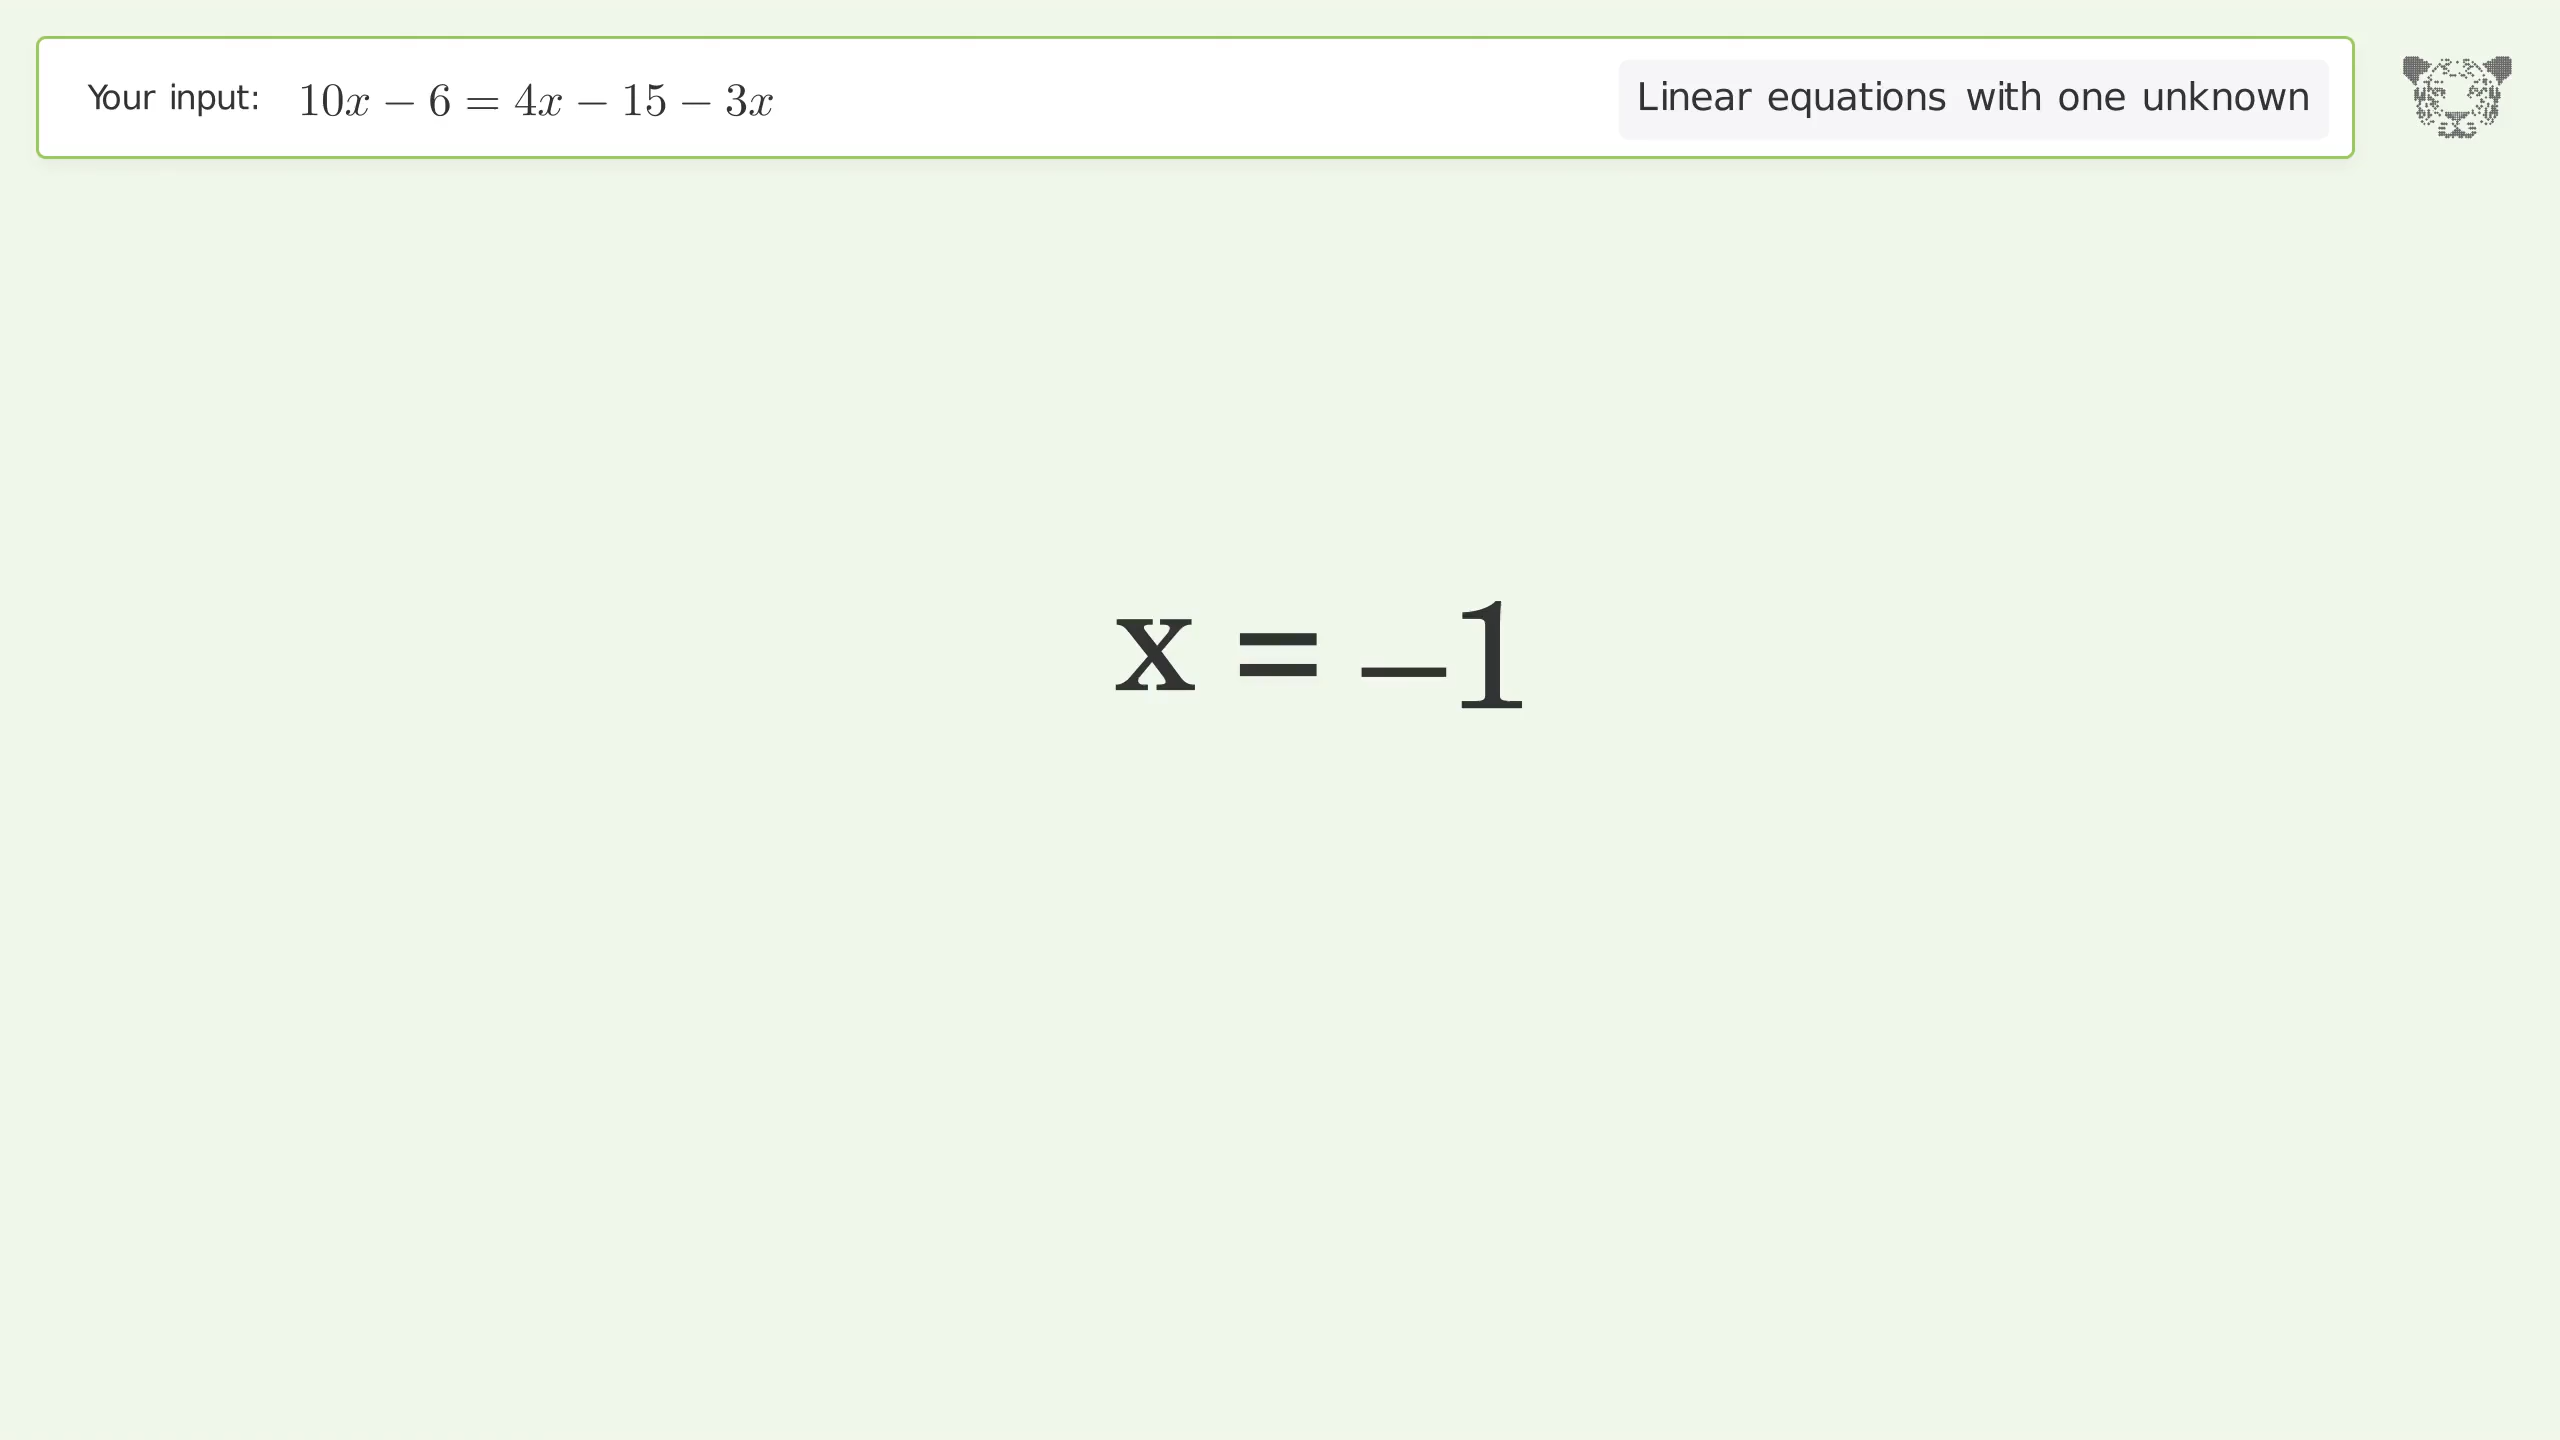 Your input: 10x − 6 = 4x − 15 − 3x
Linear equations with one unknown
x = −1